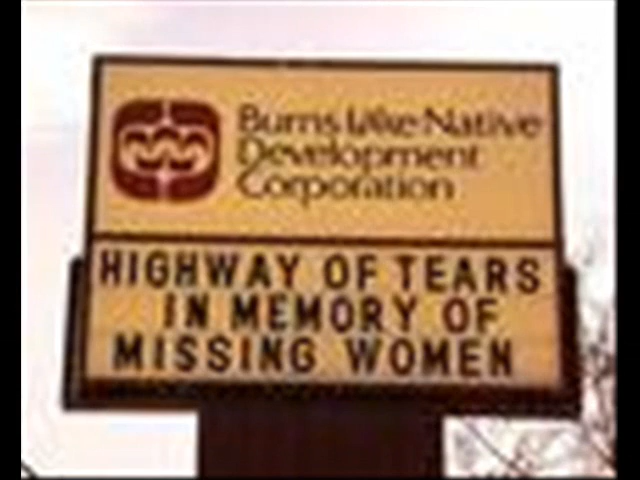 Burns Lake Native
Development
Corporation
HIGHWAY OF TEARS
IN MEMORY OF
MISSING WOMEN